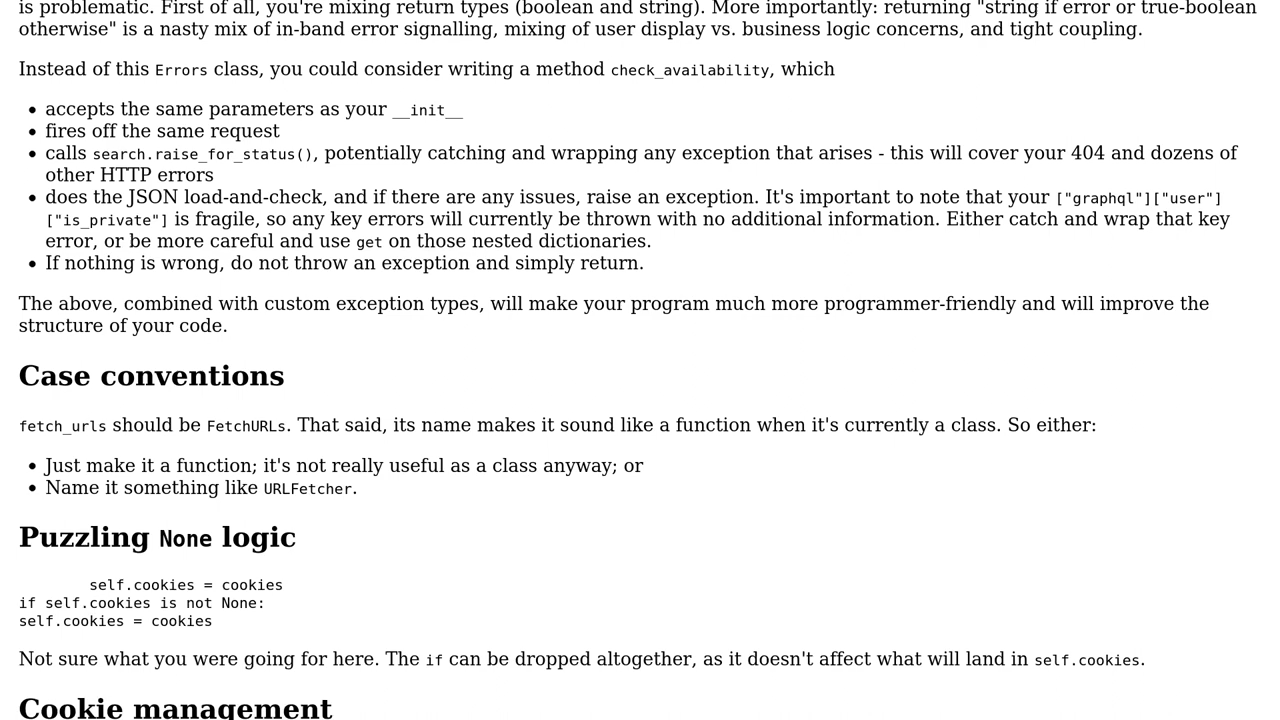 is problematic. First of all, you're mixing return types (boolean and string). More importantly: returning "string if error or true-boolean
otherwise" is a nasty mix of in-band error signalling, mixing of user display vs. business logic concerns, and tight coupling.
Instead of this Errors class, you could consider writing a method check_availability, which
• accepts the same parameters as your __init__
• fires off the same request
• calls search.raise_for_status(), potentially catching and wrapping any exception that arises - this will cover your 404 and dozens of
other HTTP errors
• does the JSON load-and-check, and if there are any issues, raise an exception. It's important to note that your ["graphql"]["user"]
["is_private"] is fragile, so any key errors will currently be thrown with no additional information. Either catch and wrap that key
error, or be more careful and use get on those nested dictionaries.
• If nothing is wrong, do not throw an exception and simply return.
The above, combined with custom exception types, will make your program much more programmer-friendly and will improve the
structure of your code.
Case conventions
fetch_urls should be FetchURLs. That said, its name makes it sound like a function when it's currently a class. So either:
• Just make it a function; it's not really useful as a class anyway; or
• Name it something like URLFetcher.
Puzzling None logic
        self.cookies = cookies
if self.cookies is not None:
self.cookies = cookies
Not sure what you were going for here. The if can be dropped altogether, as it doesn't affect what will land in self.cookies.
Cookie management